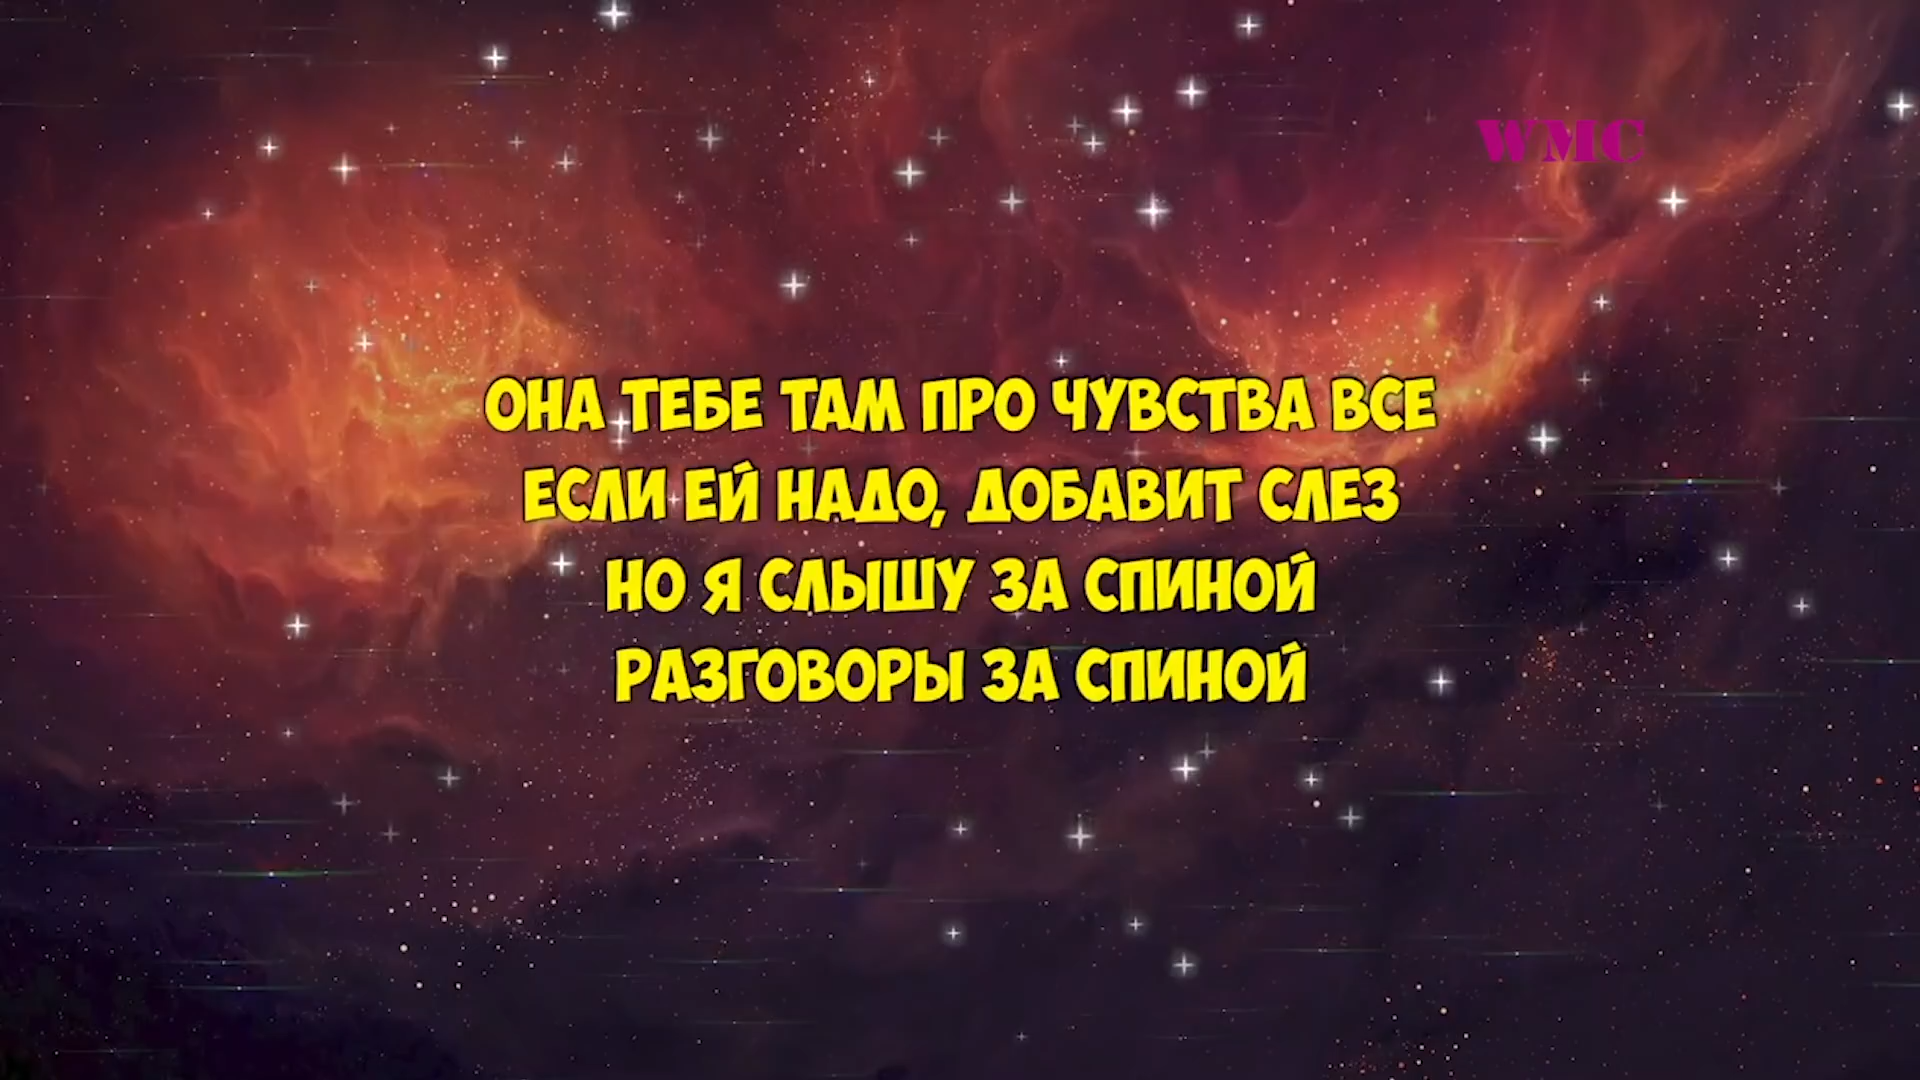 WMC
ОНА ТЕБЕ ТАМ ПРО ЧУВСТВА ВСЕ
ЕСЛИ ЕЙ НАДО, ДОБАВИТ СЛЕЗ
НО Я СЛЫШУ ЗА СПИНОЙ
РАЗГОВОРЫ ЗА СПИНОЙ